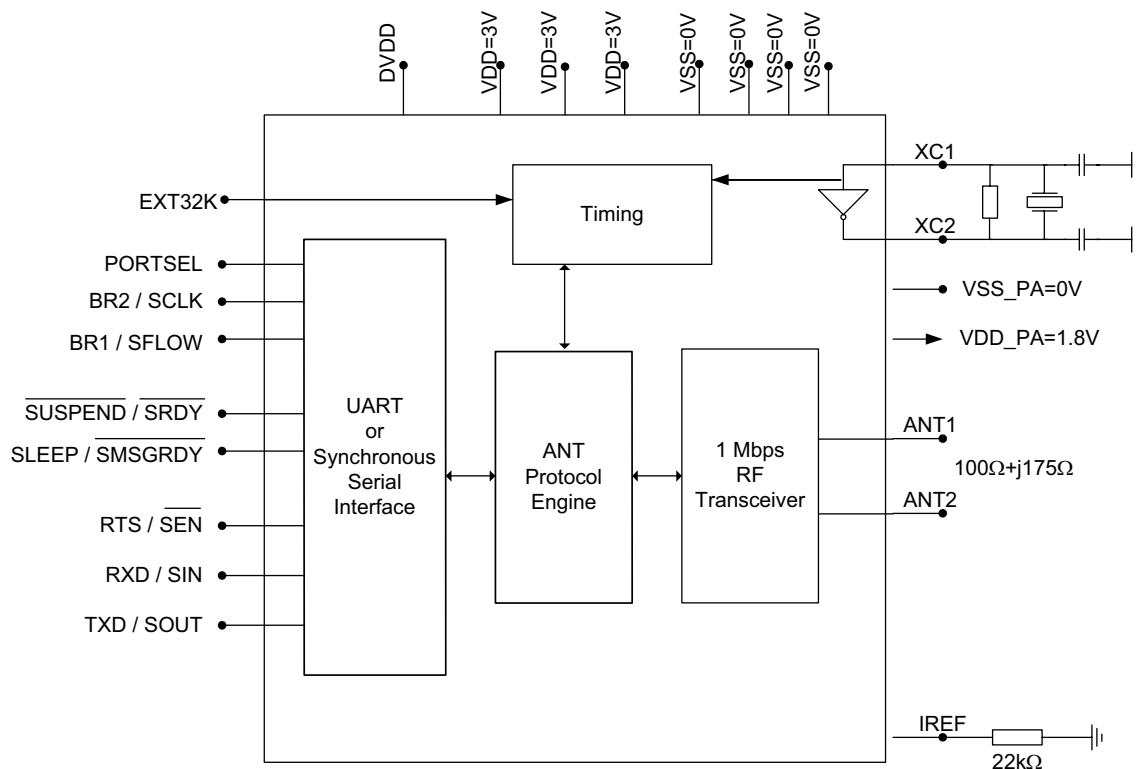 DVDD
VDD=3V
VDD=3V
VDD=3V
VSS=0V
VSS=0V
VSS=0V
VSS=0V
XC1
EXT32K
Timing
XC2
PORTSEL
BR2 / SCLK
VSS_PA=0V
BR1 / SFLOW
VDD_PA=1.8V
SUSPEND / SRDY
SLEEP / SMSGRDY
UART
or
Synchronous
Serial
Interface
ANT
Protocol
Engine
1 Mbps
RF
Transceiver
ANT1
100Ω+j175Ω
ANT2
RTS / SEN
RXD / SIN
TXD / SOUT
IREF
22kΩ